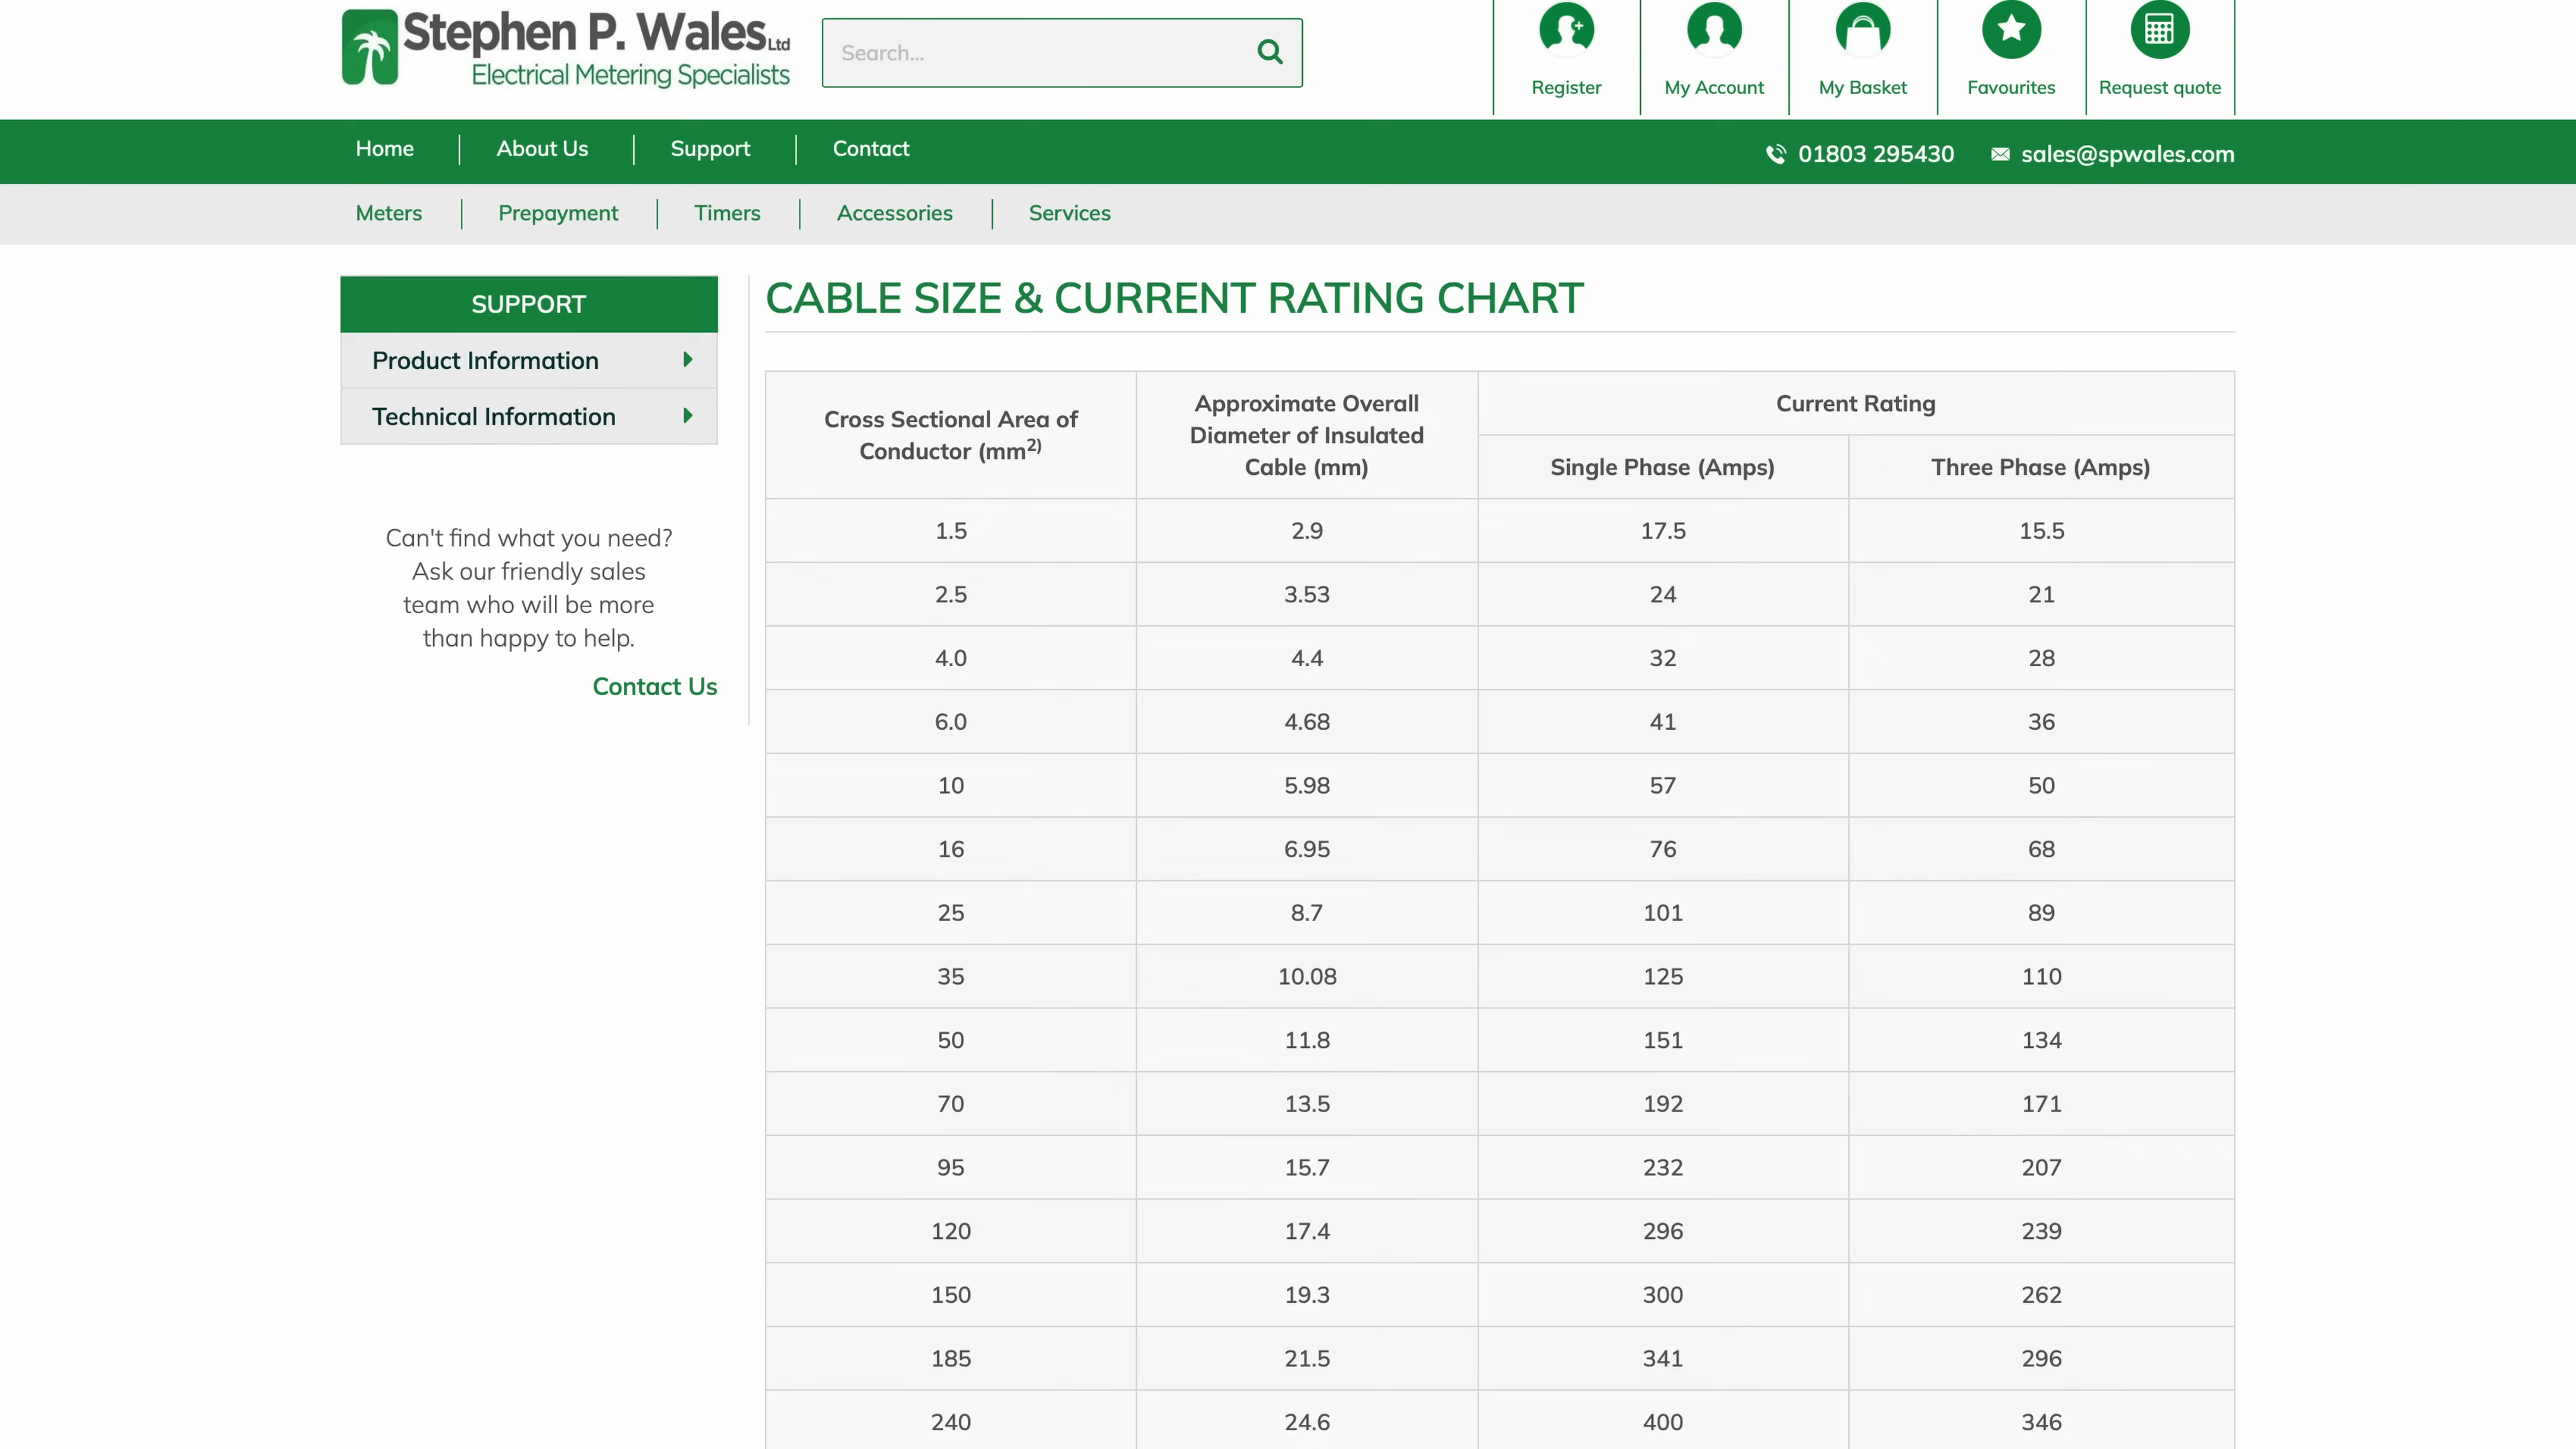 Stephen P. Wales Ltd
Electrical Metering Specialists
Search...
Register
My Account
My Basket
Favourites
Request quote
Home
About Us
Support
Contact
01803 295430
sales@spwales.com
Meters
Prepayment
Timers
Accessories
Services
SUPPORT
Product Information
Technical Information
Can't find what you need?
Ask our friendly sales
team who will be more
than happy to help.
Contact Us
CABLE SIZE & CURRENT RATING CHART
Cross Sectional Area of
Conductor (mm2)
Approximate Overall
Diameter of Insulated
Cable (mm)
Current Rating
Single Phase (Amps)
Three Phase (Amps)
1.5 2.9 17.5 15.5
2.5 3.53 24 21
4.0 4.4 32 28
6.0 4.68 41 36
10 5.98 57 50
16 6.95 76 68
25 8.7 101 89
35 10.08 125 110
50 11.8 151 134
70 13.5 192 171
95 15.7 232 207
120 17.4 296 239
150 19.3 300 262
185 21.5 341 296
240 24.6 400 346